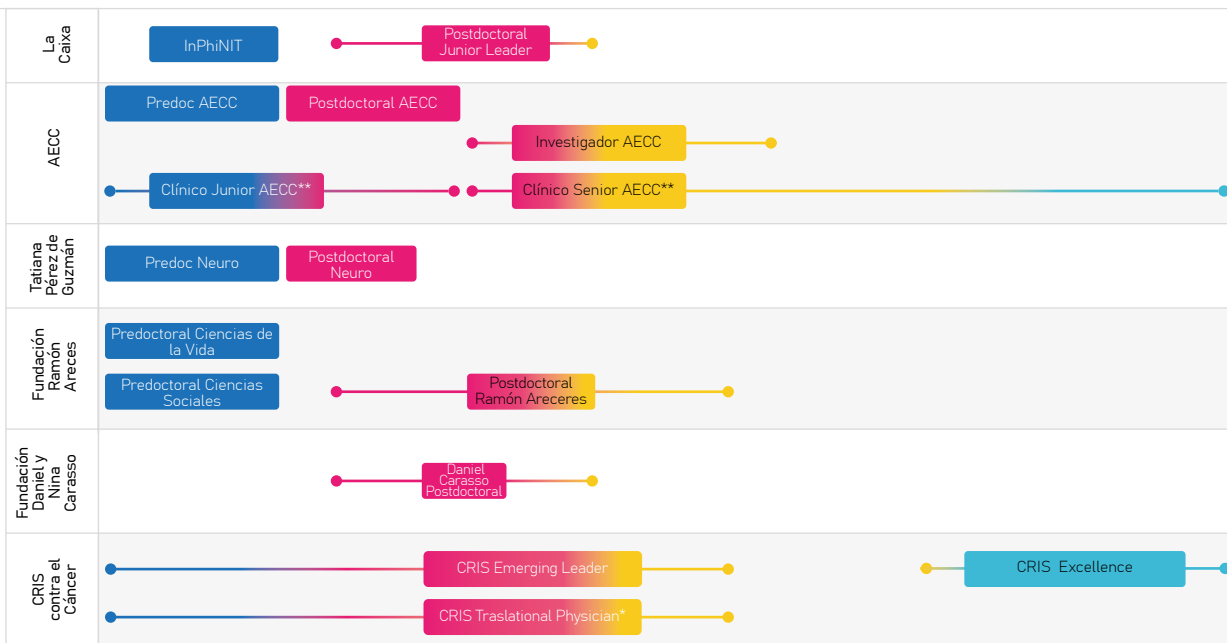 La
Caixa
InPhiNIT
Postdoctoral
Junior Leader
AECC
Predoc AECC
Postdoctoral AECC
Investigador AECC
Clínico Junior AECC**
Clínico Senior AECC**
Tatiana
Pérez de
Guzmán
Predoc Neuro
Postdoctoral
Neuro
Fundación
Ramón
Areces
Predoctoral Ciencias de
la Vida
Predoctoral Ciencias
Sociales
Postdoctoral
Ramón Areceres
Fundación
Daniel y
Nina
Carasso
Daniel
Carasso
Postdoctoral
CRIS
contra el
Cáncer
CRIS Emerging Leader
CRIS Excellence
CRIS Traslational Physician*